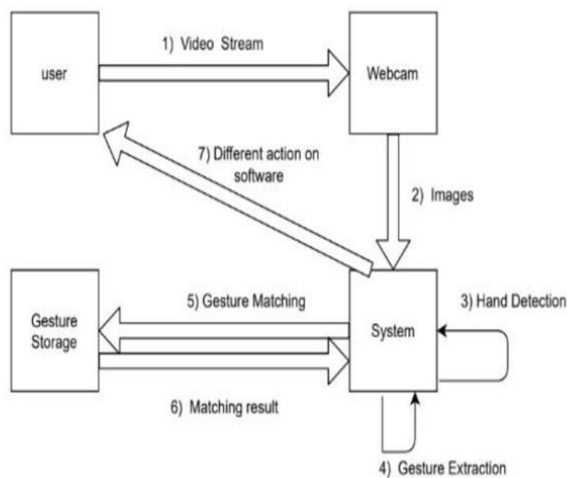 1) Video Stream
user
Webcam
7) Different action on
software
2) Images
5) Gesture Matching
3) Hand Detection
Gesture
Storage
System
6) Matching result
4) Gesture Extraction